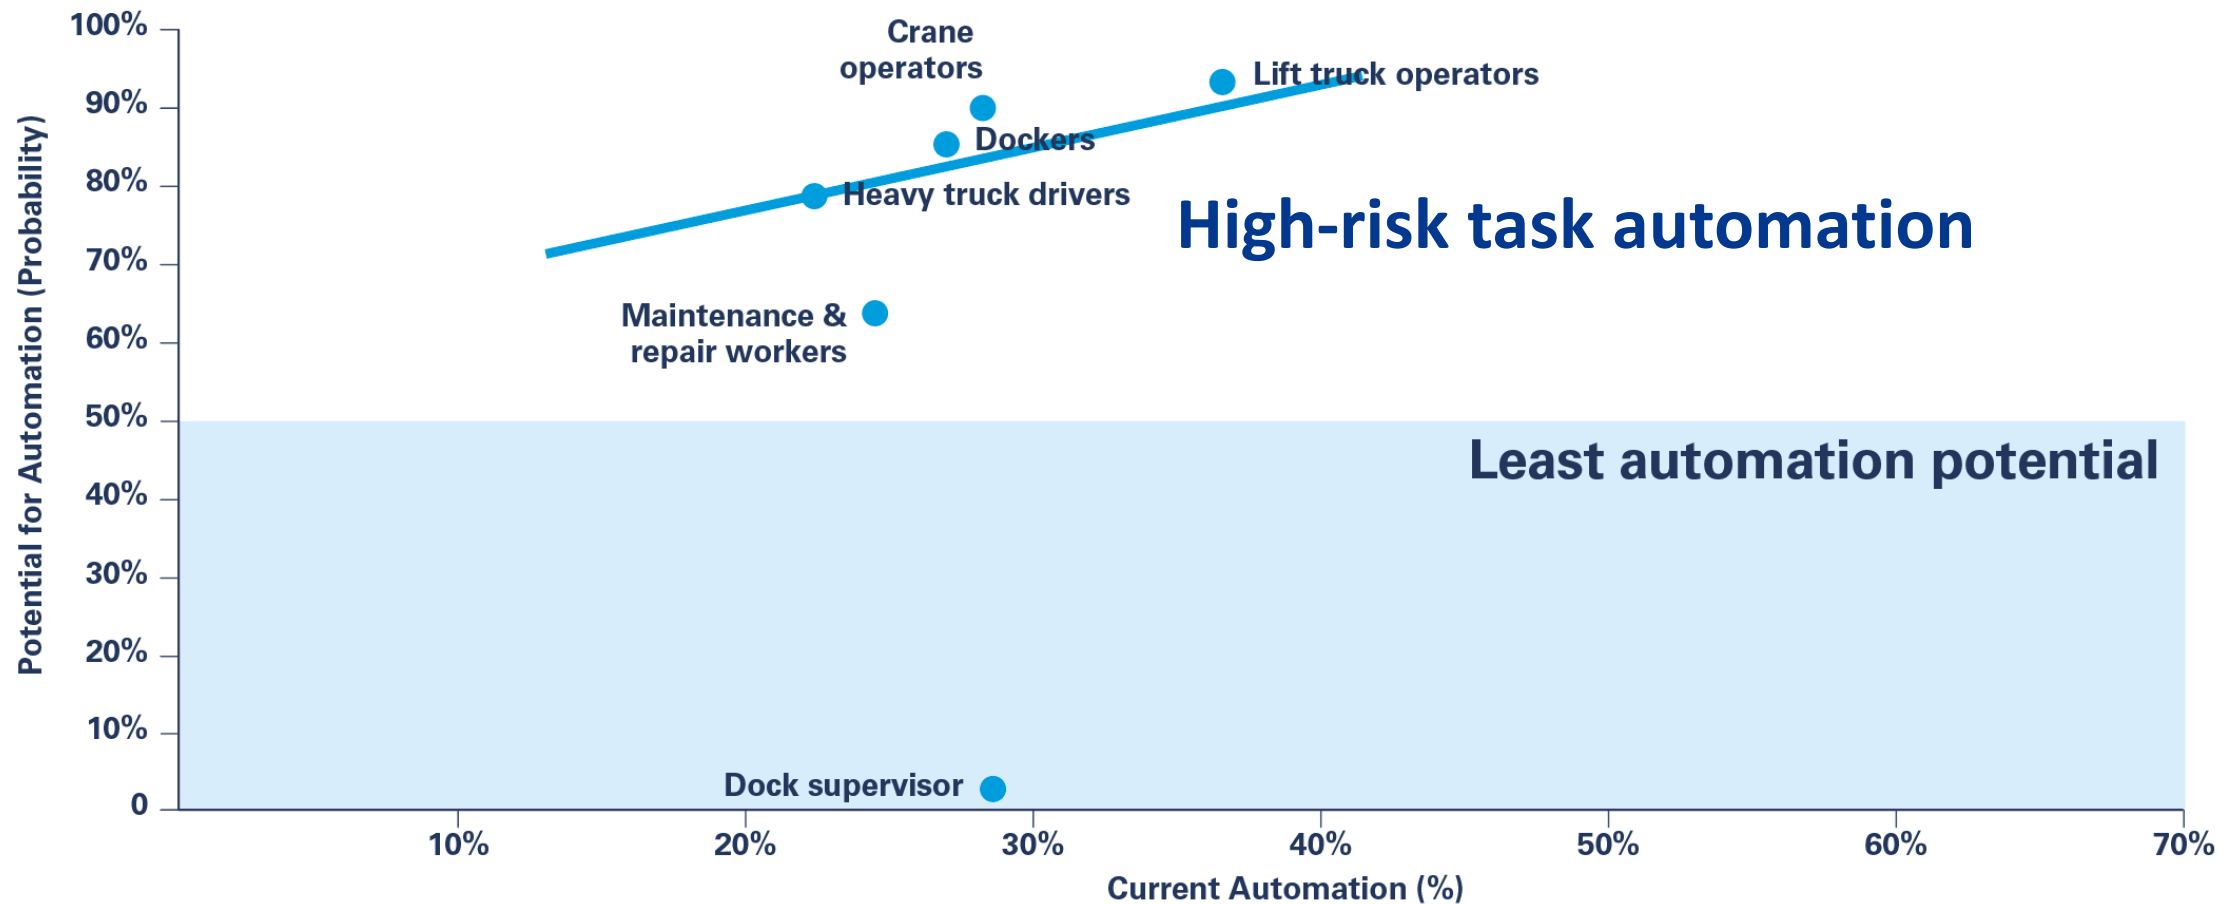 100%
90%
80%
70%
60%
50%
40%
30%
20%
10%
0
Potential for Automation (Probability)
Crane
operators
Lift truck operators
Dockers
Heavy truck drivers
High-risk task automation
Maintenance &
repair workers
Least automation potential
Dock supervisor
10%
20%
30%
40%
50%
60%
70%
Current Automation (%)